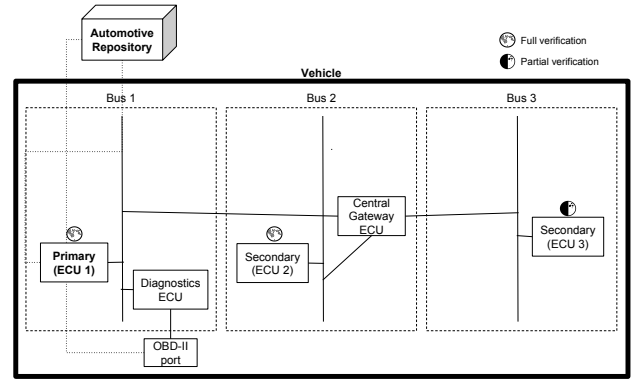 Automotive
Repository
Full verification
Partial verification
Vehicle
Bus 1
Bus 2
Bus 3
Central
Gateway
ECU
Primary
(ECU 1)
Secondary
(ECU 2)
Secondary
(ECU 3)
Diagnostics
ECU
OBD-II
port